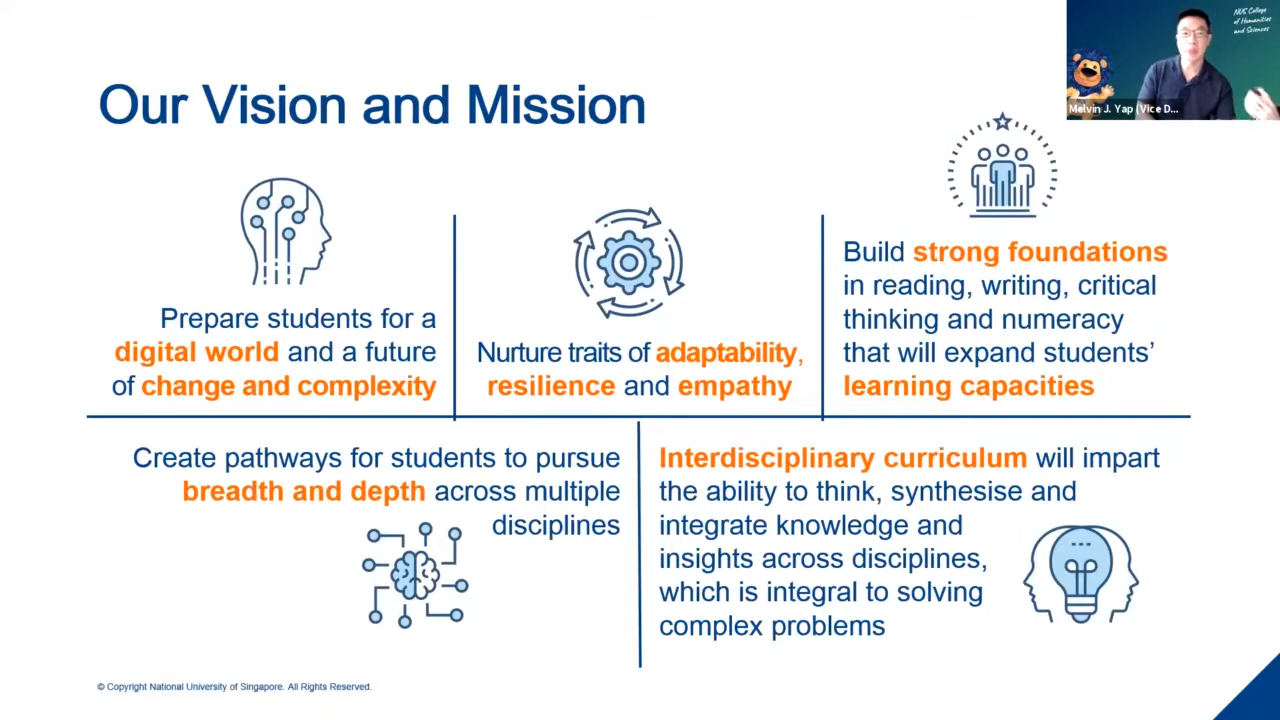 NUS College
of Humanities
and Sciences
Melvin J. Yap (Vice D...
Our Vision and Mission
Prepare students for a
digital world and a future
of change and complexity
Nurture traits of adaptability,
resilience and empathy
Build strong foundations
in reading, writing, critical
thinking and numeracy
that will expand students’
learning capacities
Create pathways for students to pursue
breadth and depth across multiple
disciplines
Interdisciplinary curriculum will impart
the ability to think, synthesise and
integrate knowledge and
insights across disciplines,
which is integral to solving
complex problems
© Copyright National University of Singapore. All Rights Reserved.